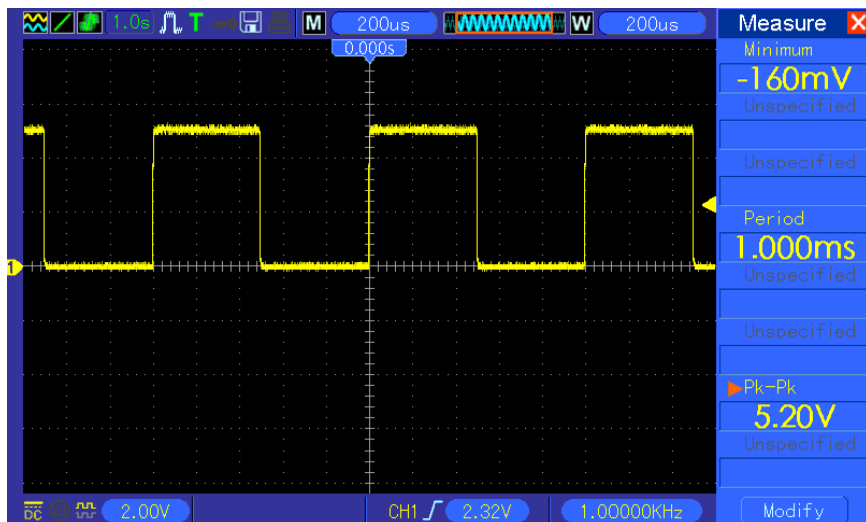 1.0s T M 200us W 200us
0.000s
Measure
Minimum
-160mV
Unspecified
Unspecified
Period
1.000ms
Unspecified
Unspecified
Pk-Pk
5.20V
Unspecified
1
DC 2.00V CH1 2.32V 1.00000KHz
Modify